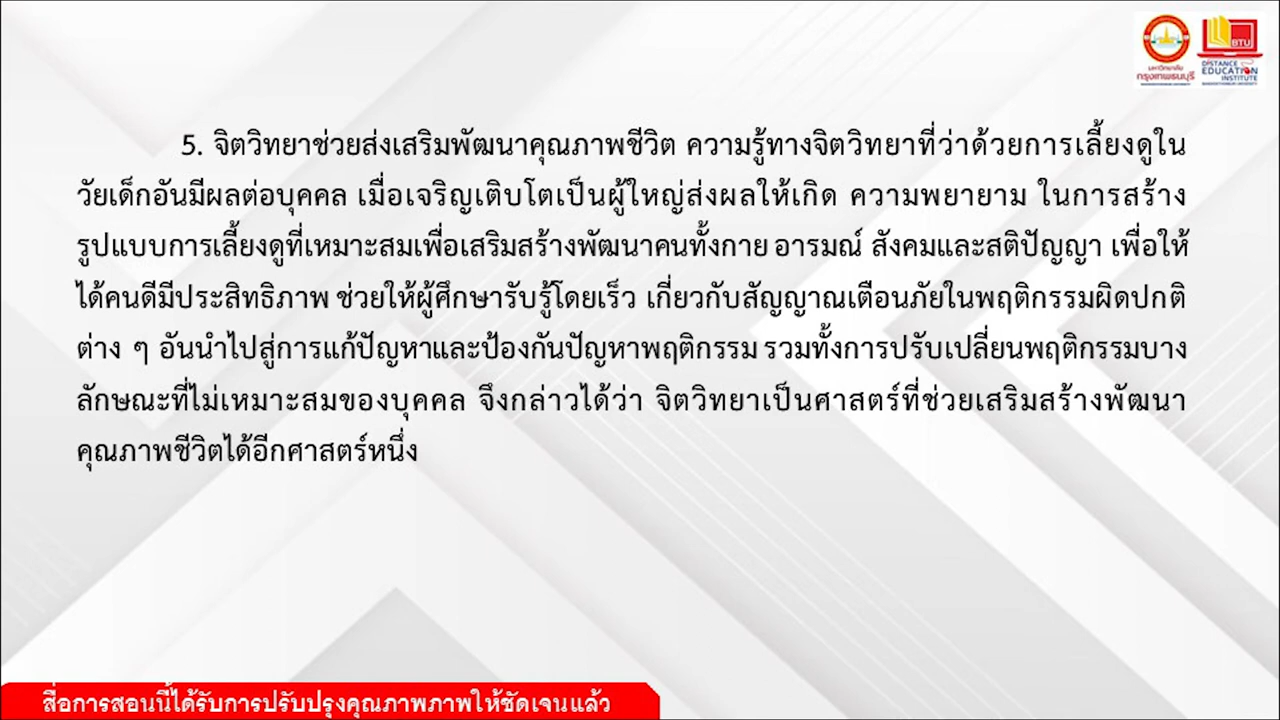 มหาวิทยาลัย
กรุงเทพธนบุรี
BTU
DISTANCE
EDUCATION
INSTITUTE
5. จิตวิทยาช่วยส่งเสริมพัฒนาคุณภาพชีวิต ความรู้ทางจิตวิทยาที่ว่าด้วยการเลี้ยงดูใน
วัยเด็กอันมีผลต่อบุคคล เมื่อเจริญเติบโตเป็นผู้ใหญ่ส่งผลให้เกิด ความพยายาม ในการสร้าง
รูปแบบการเลี้ยงดูที่เหมาะสมเพื่อเสริมสร้างพัฒนาคนทั้งกาย อารมณ์ สังคมและสติปัญญา เพื่อให้
ได้คนดีมีประสิทธิภาพ ช่วยให้ผู้ศึกษารับรู้โดยเร็ว เกี่ยวกับสัญญาณเตือนภัยในพฤติกรรมผิดปกติ
ต่าง ๆ อันนำไปสู่การแก้ปัญหาและป้องกันปัญหาพฤติกรรม รวมทั้งการปรับเปลี่ยนพฤติกรรมบาง
ลักษณะที่ไม่เหมาะสมของบุคคล จึงกล่าวได้ว่า จิตวิทยาเป็นศาสตร์ที่ช่วยเสริมสร้างพัฒนา
คุณภาพชีวิตได้อีกศาสตร์หนึ่ง
สื่อการสอนนี้ได้รับการปรับปรุงคุณภาพภาพให้ชัดเจนแล้ว